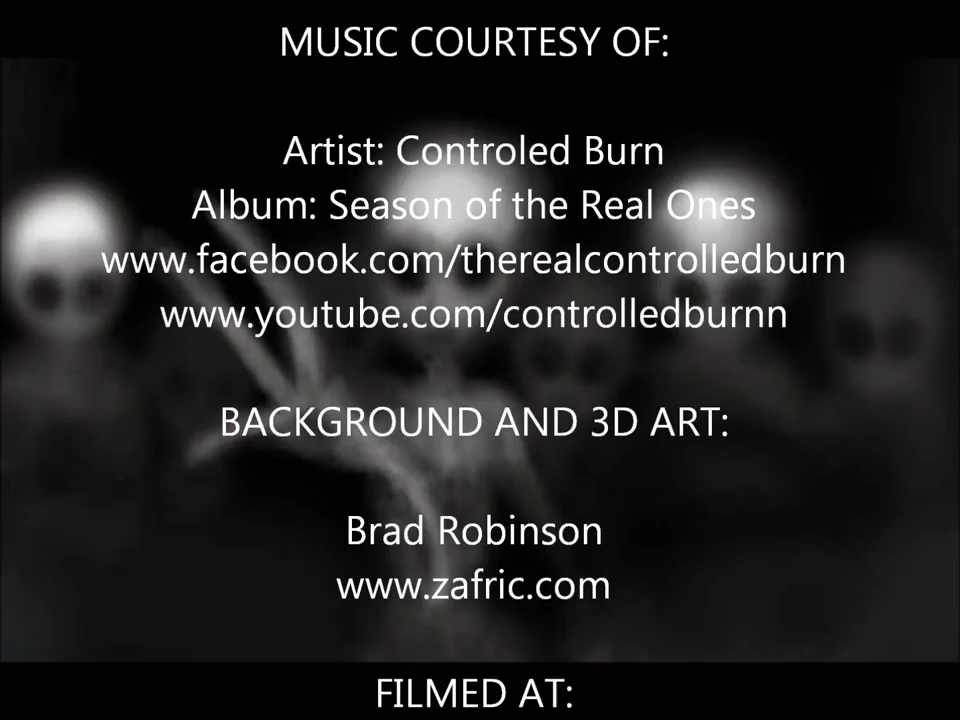 MUSIC COURTESY OF:
Artist: Controled Burn
Album: Season of the Real Ones
www.facebook.com/therealcontrolledburn
www.youtube.com/controlledburnn
BACKGROUND AND 3D ART:
Brad Robinson
www.zafric.com
FILMED AT: